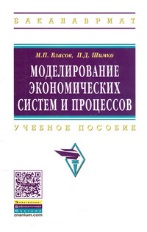 БАКАЛАВРИАТ
М.П. Власов, П.Д. Шимко
МОДЕЛИРОВАНИЕ
ЭКОНОМИЧЕСКИХ
СИСТЕМ И ПРОЦЕССОВ
УЧЕБНОЕ ПОСОБИЕ